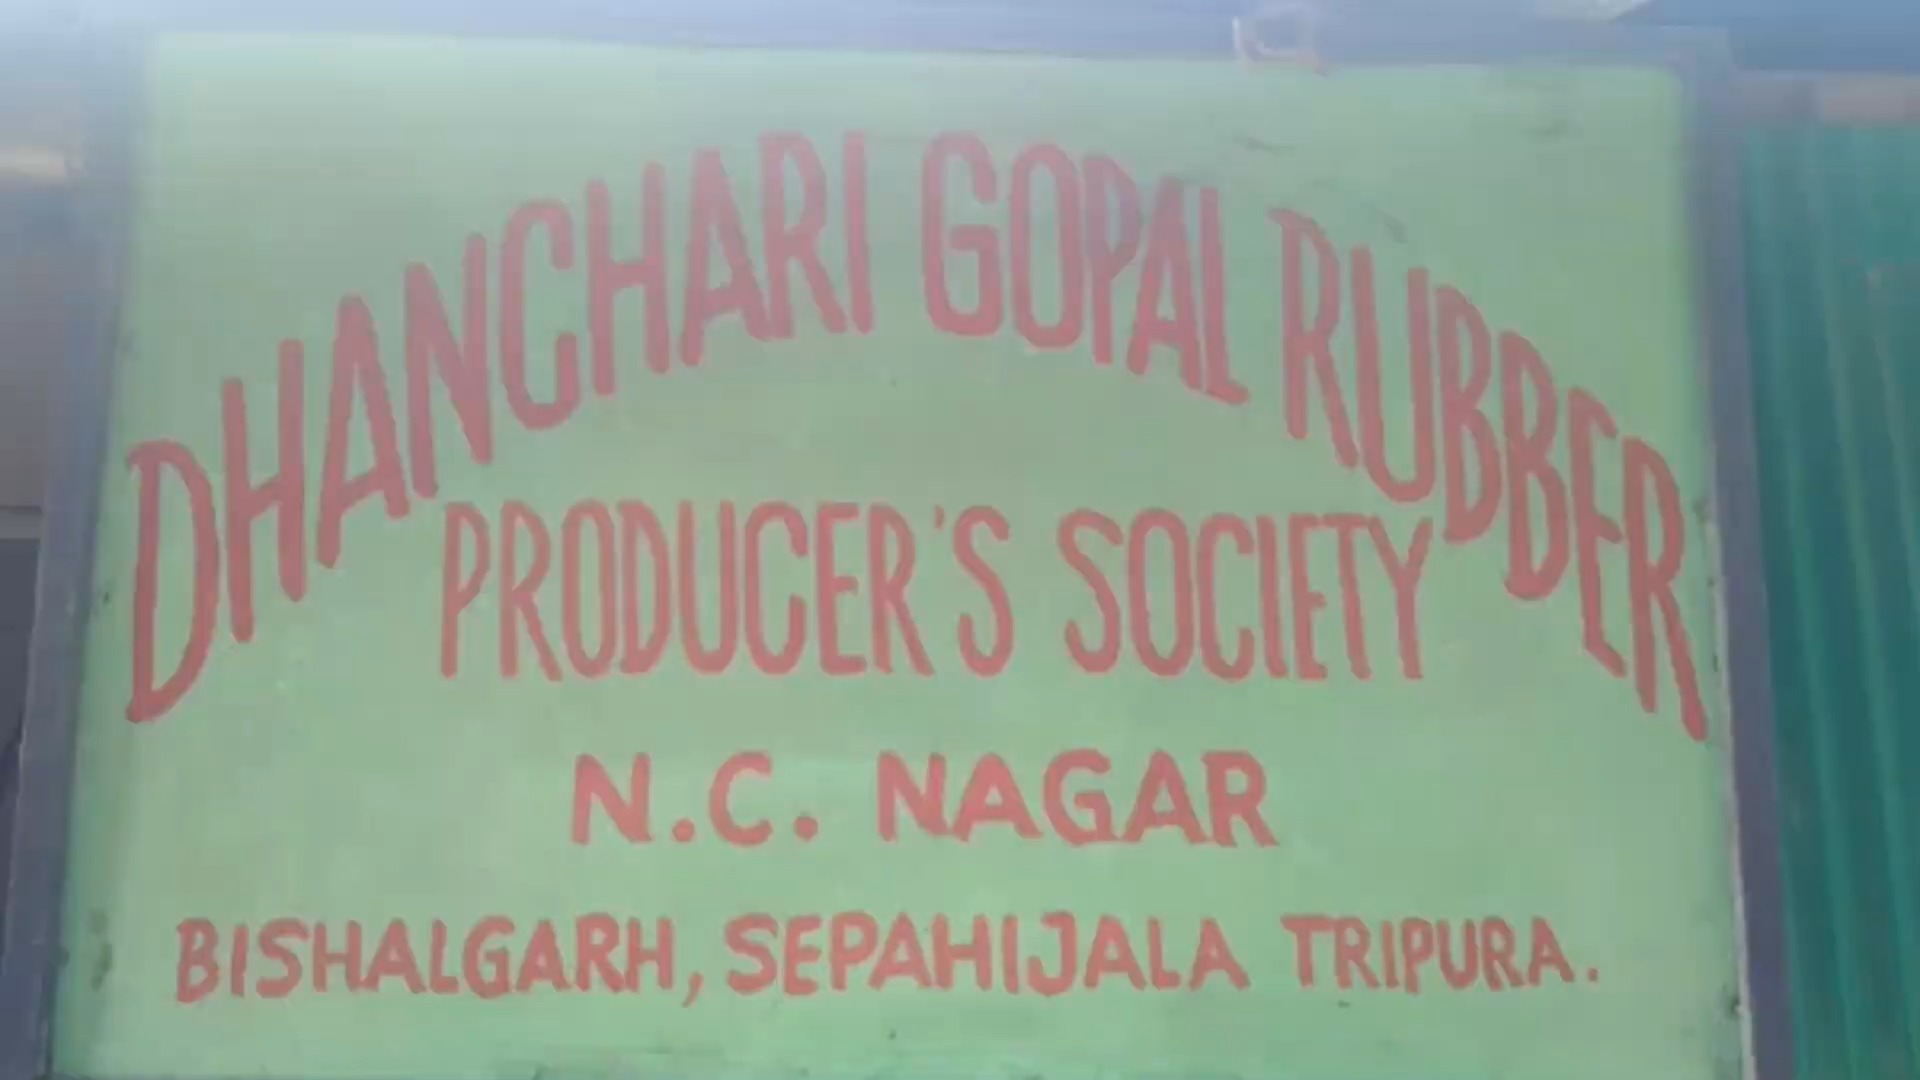 DHANCHARI GOPAL RUBBER
PRODUCER'S SOCIETY
N.C. NAGAR
BISHALGARH, SEPAHIJALA TRIPURA.